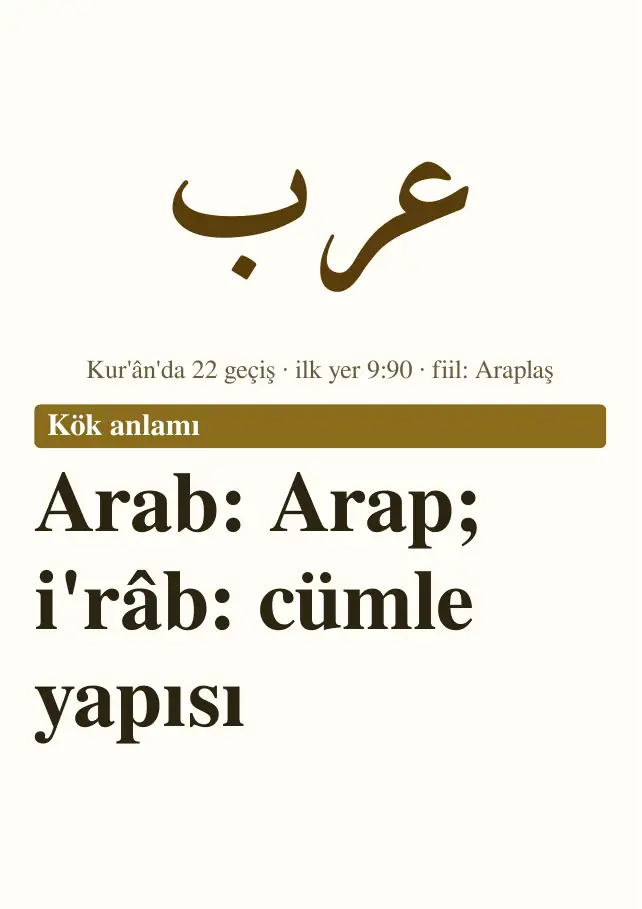 عرب
Kur'ân'da 22 geçiş · ilk yer 9:90 · fiil: Araplaş
Kök anlamı
Arab: Arap;
i'râb: cümle
yapısı